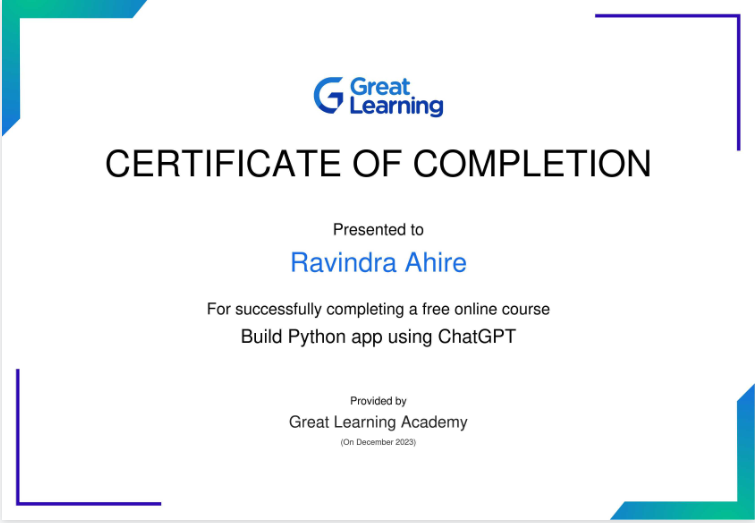 Great
Learning
CERTIFICATE OF COMPLETION
Presented to
Ravindra Ahire
For successfully completing a free online course
Build Python app using ChatGPT
Provided by
Great Learning Academy
(On December 2023)